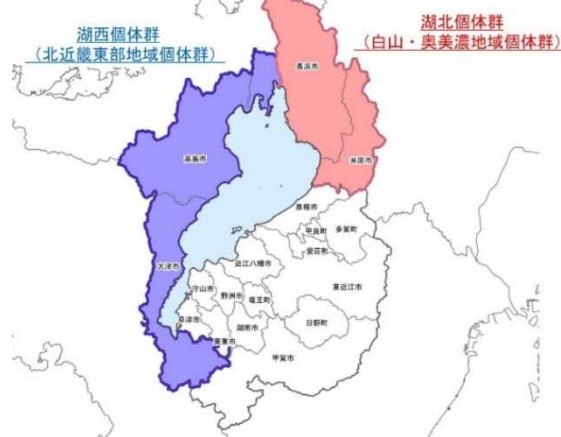 湖西個体群
(北近畿東部地域個体群)
湖北個体群
(白山・奥美濃地域個体群)
長浜市
高島市
米原市
彦根市
甲良町
多賀町
愛荘町
大津市
近江八幡市
東近江市
守山市
野洲市
竜王町
草津市
湖南市
日野町
栗東市
甲賀市